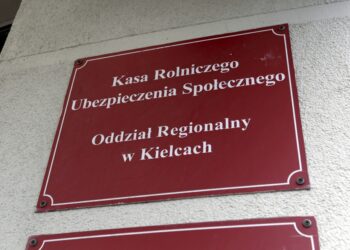 Kasa Rolniczego
Ubezpieczenia Społecznego
Oddział Regionalny
w Kielcach